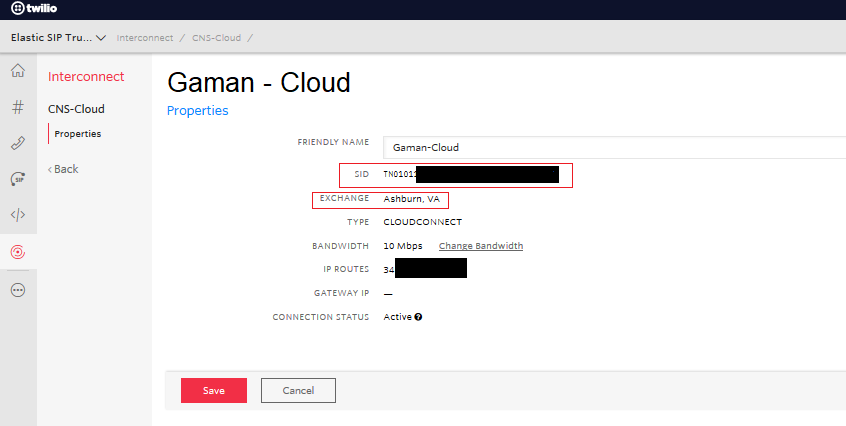 twilio
Elastic SIP Tru... Interconnect / CNS-Cloud /
Interconnect
CNS-Cloud
Properties
‹ Back
#
SIP
</>
Gaman - Cloud
Properties
FRIENDLY NAME Gaman-Cloud
SID TN0101
EXCHANGE Ashburn, VA
TYPE CLOUDCONNECT
BANDWIDTH 10 Mbps Change Bandwidth
IP ROUTES 34
GATEWAY IP —
CONNECTION STATUS Active ?
Save Cancel